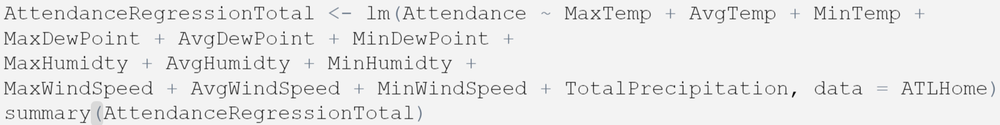 AttendanceRegressionTotal <- lm(Attendance ~ MaxTemp + AvgTemp + MinTemp +
MaxDewPoint + AvgDewPoint + MinDewPoint +
MaxHumidty + AvgHumidty + MinHumidty +
MaxWindSpeed + AvgWindSpeed + MinWindSpeed + TotalPrecipitation, data = ATLHome)
summary(AttendanceRegressionTotal)